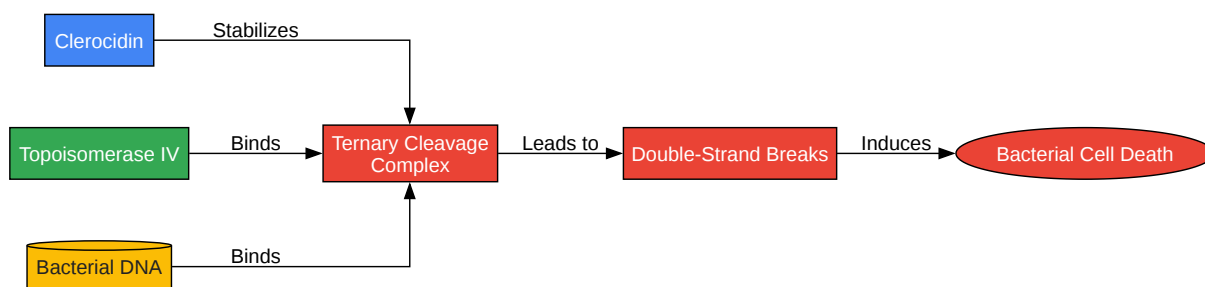 Clerocidin
Stabilizes
Topoisomerase IV
Binds
Ternary Cleavage
Complex
Leads to
Double-Strand Breaks
Induces
Bacterial Cell Death
Bacterial DNA
Binds